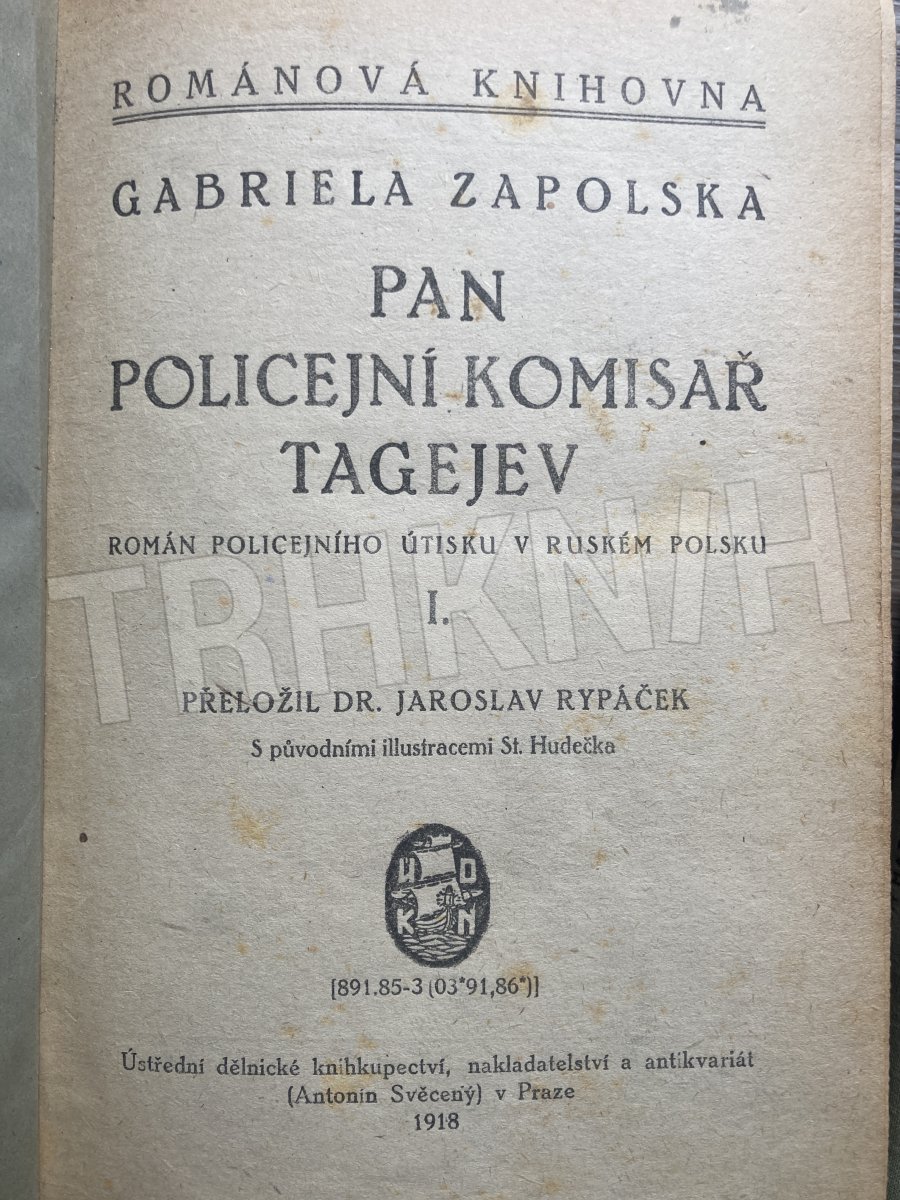 ROMÁNOVÁ KNIHOVNA
GABRIELA ZAPOLSKA
PAN
POLICEJNÍ KOMISAŘ
TAGEJEV
ROMÁN POLICEJNÍHO ÚTISKU V RUSKÉM POLSKU
I.
PŘELOŽIL DR. JAROSLAV RYPÁČEK
S původními illustracemi St. Hudečka
U D
K N
[891.85-3 (03*91,86*)]
Ústřední dělnické knihkupectví, nakladatelství a antikvariát
(Antonín Svěcený) v Praze
1918
TRHKNIH